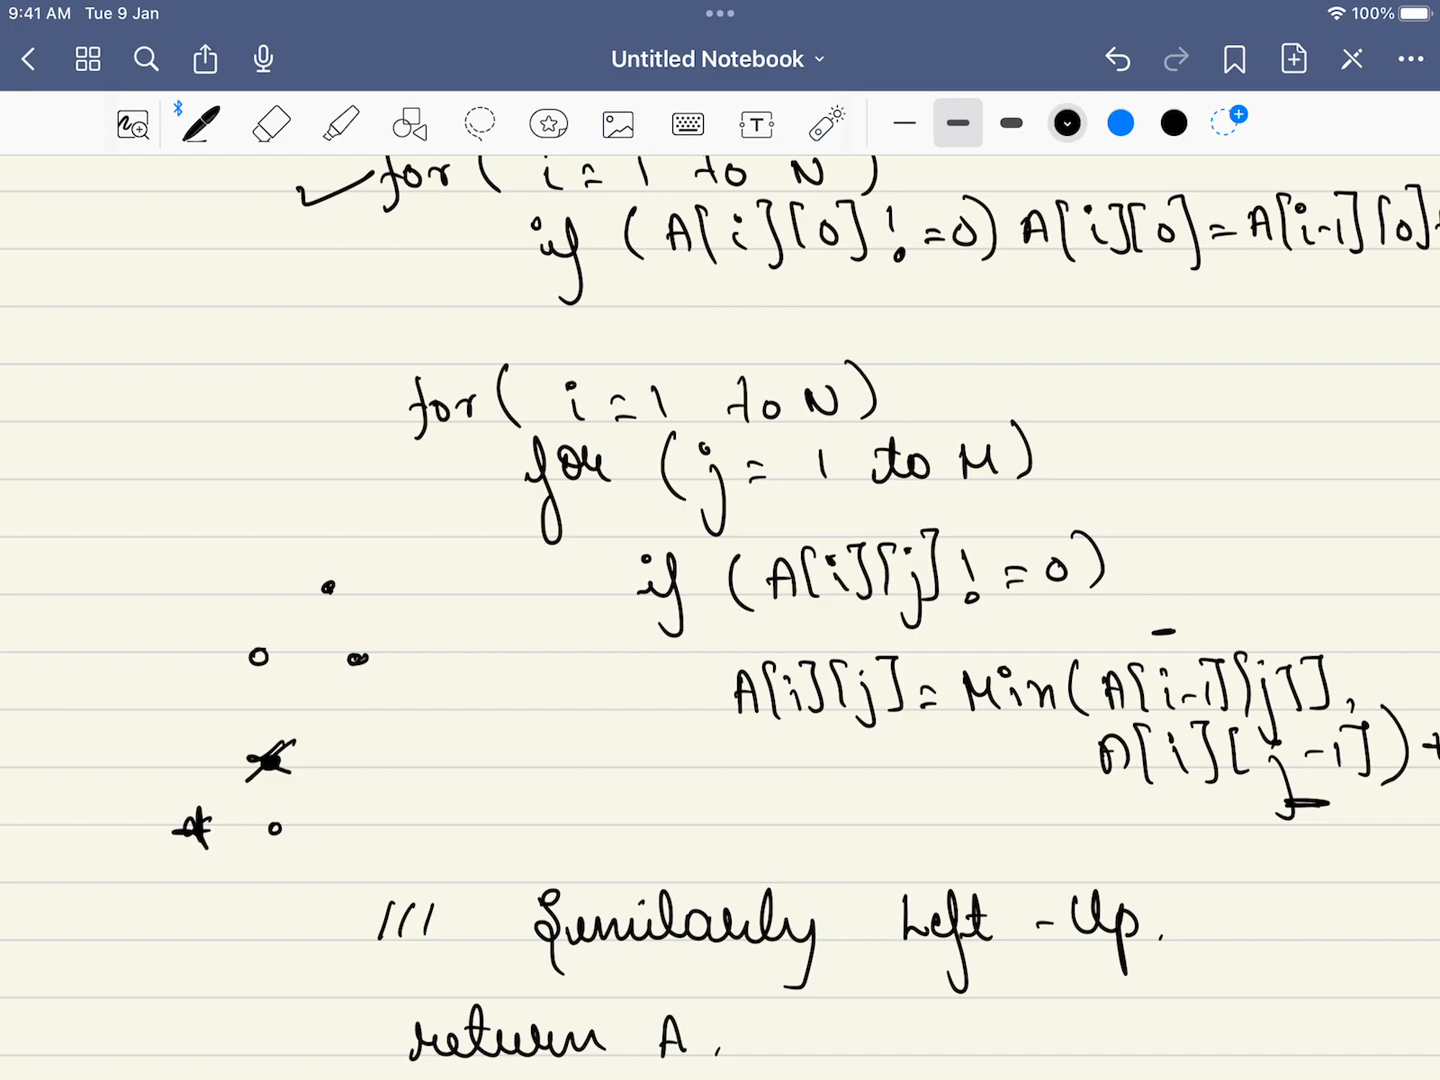 9:41 AM Tue 9 Jan 100%
Untitled Notebook
T
for ( i = 1 to N )
if ( A[i][0] != 0) A[i][0] = A[i-1][0]+
for ( i = 1 to N )
for ( j = 1 to M )
if ( A[i][j] != 0 )
A[i][j] = Min( A[i-1][j],
A[i][j-1]) +
/// Similarly Left - Up.
return A.